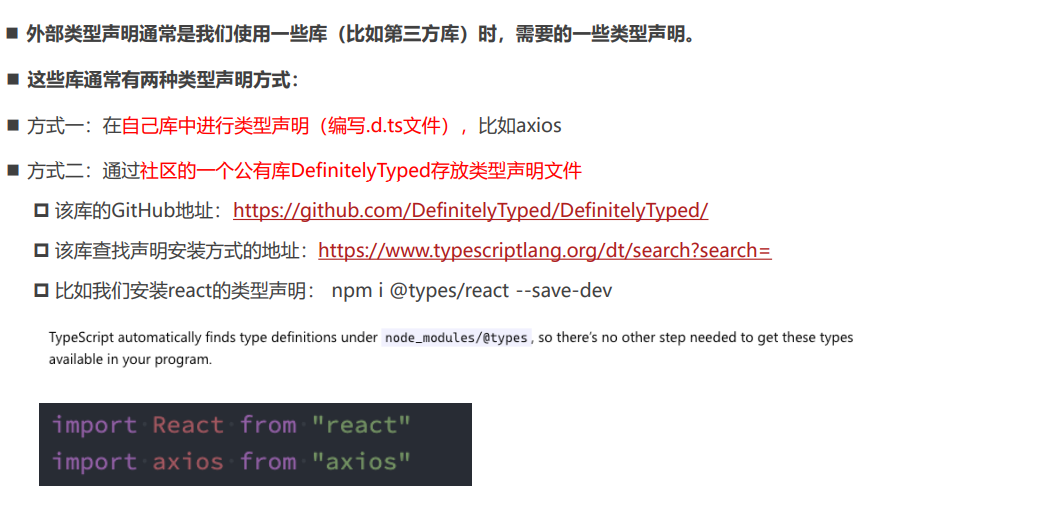 外部类型声明通常是我们使用一些库（比如第三方库）时，需要的一些类型声明。
这些库通常有两种类型声明方式：
方式一：在自己库中进行类型声明（编写.d.ts文件），比如axios
方式二：通过社区的一个公有库DefinitelyTyped存放类型声明文件
该库的GitHub地址：https://github.com/DefinitelyTyped/DefinitelyTyped/
该库查找声明安装方式的地址：https://www.typescriptlang.org/dt/search?search=
比如我们安装react的类型声明： npm i @types/react --save-dev
TypeScript automatically finds type definitions under node_modules/@types, so there's no other step needed to get these types
available in your program.
import React from "react"
import axios from "axios"